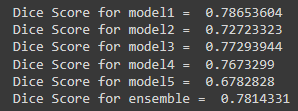 Dice Score for model1 =  0.78653604
Dice Score for model2 =  0.72723323
Dice Score for model3 =  0.77293944
Dice Score for model4 =  0.7673299
Dice Score for model5 =  0.6782828
Dice Score for ensemble =  0.7814331